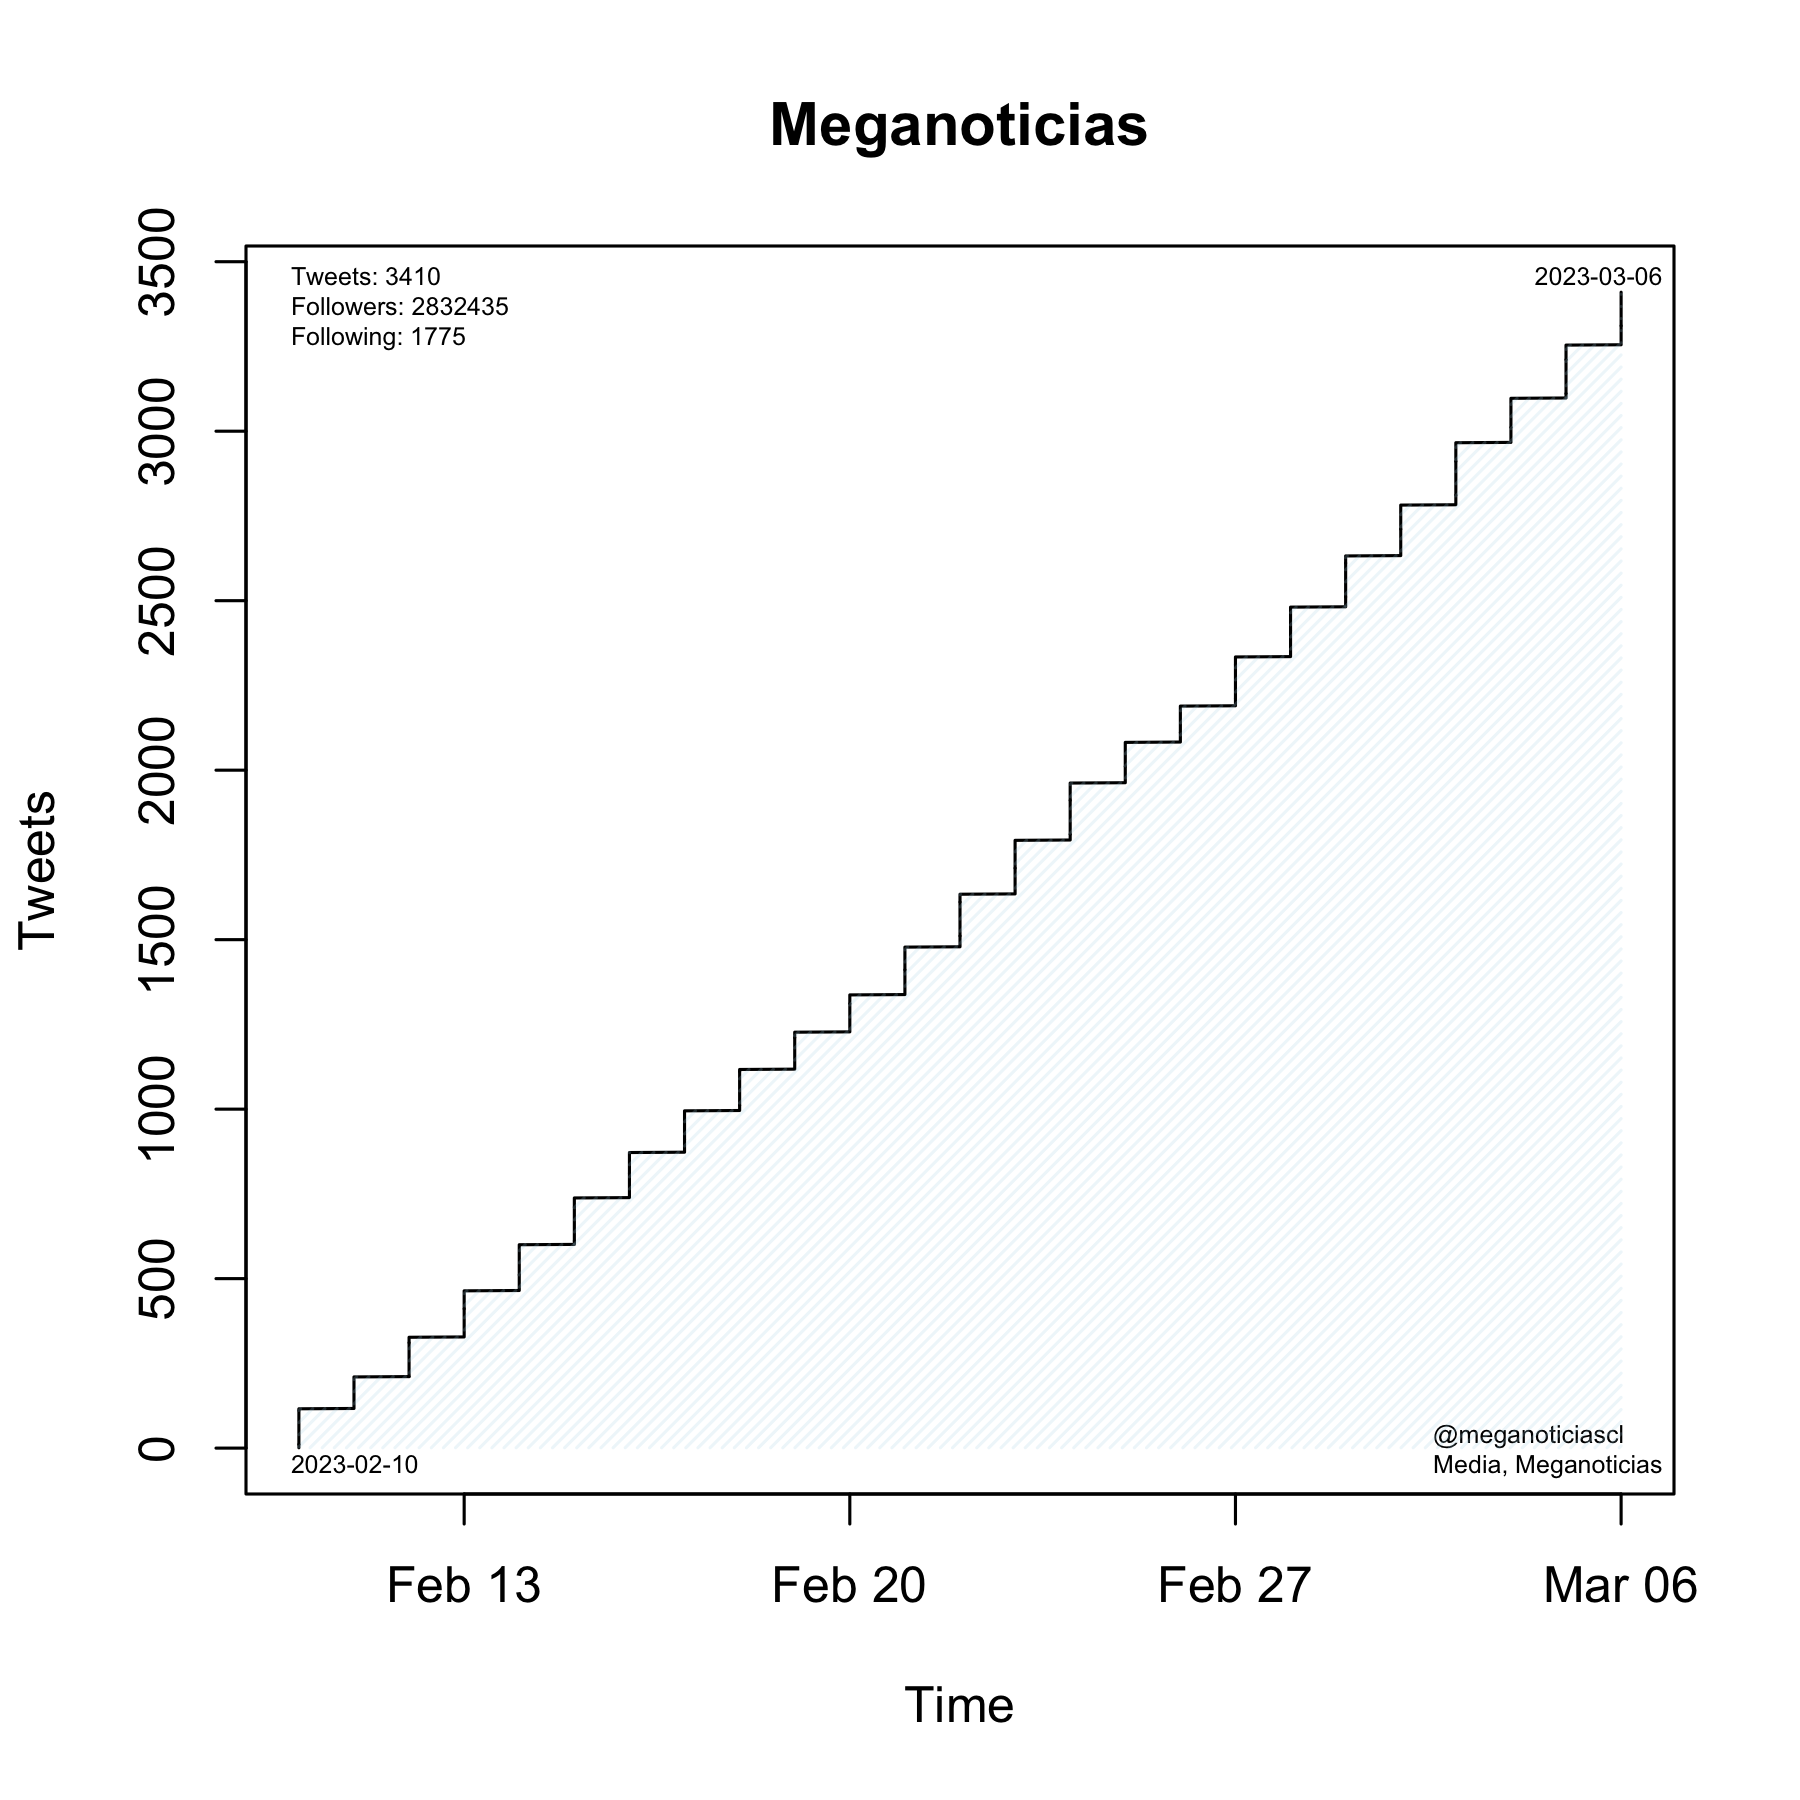 Meganoticias
Tweets
3500
3000
2500
2000
1500
1000
500
0
Tweets: 3410
Followers: 2832435
Following: 1775
2023-03-06
2023-02-10
@meganoticiascl
Media, Meganoticias
Feb 13 Feb 20 Feb 27 Mar 06
Time